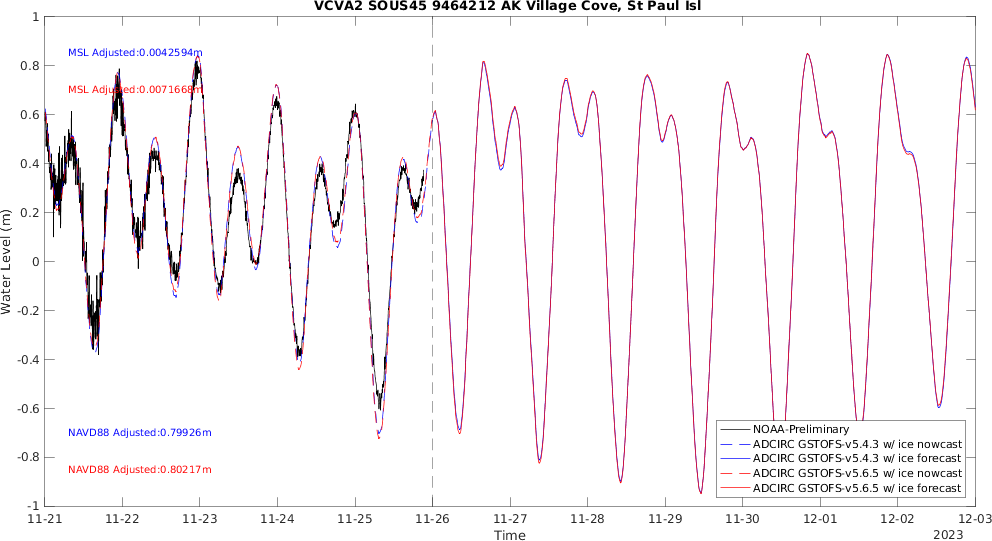 VCVA2 SOUS45 9464212 AK Village Cove, St Paul Isl
MSL Adjusted:0.0042594m
MSL Adjusted:0.0071668m
NAVD88 Adjusted:0.79926m
NAVD88 Adjusted:0.80217m
Water Level (m)
1
0.8
0.6
0.4
0.2
0
-0.2
-0.4
-0.6
-0.8
-1
NOAA-Preliminary
ADCIRC GSTOFS-v5.4.3 w/ ice nowcast
ADCIRC GSTOFS-v5.4.3 w/ ice forecast
ADCIRC GSTOFS-v5.6.5 w/ ice nowcast
ADCIRC GSTOFS-v5.6.5 w/ ice forecast
11-21 11-22 11-23 11-24 11-25 11-26 11-27 11-28 11-29 11-30 12-01 12-02 12-03
Time
2023